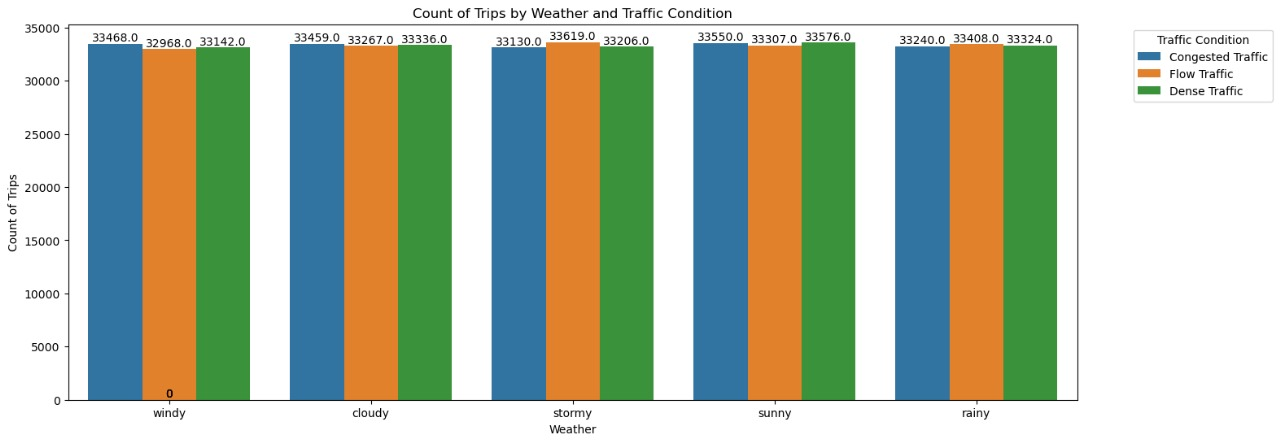 Count of Trips by Weather and Traffic Condition
35000
30000
25000
20000
15000
10000
5000
0
Count of Trips
33468.0 32968.0 33142.0 33459.0 33267.0 33336.0 33130.0 33619.0 33206.0 33550.0 33307.0 33576.0 33240.0 33408.0 33324.0
0
windy cloudy stormy sunny rainy
Weather
Traffic Condition
Congested Traffic
Flow Traffic
Dense Traffic